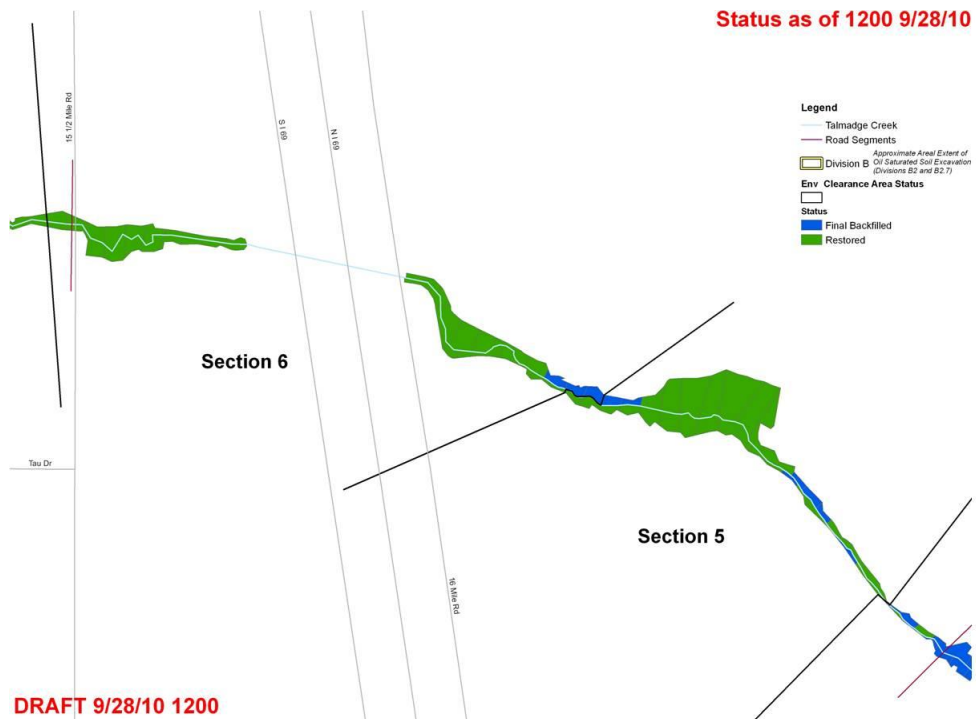 Status as of 1200 9/28/10
Legend
Talmadge Creek
Road Segments
Division B
Approximate Areal Extent of
Oil Saturated Soil Excavation
(Divisions B2 and B2.7)
Env Clearance Area Status
Status
Final Backfilled
Restored
15 1/2 Mile Rd
S I 69
N I 69
Section 6
Tau Dr
Section 5
16 Mile Rd
DRAFT 9/28/10 1200